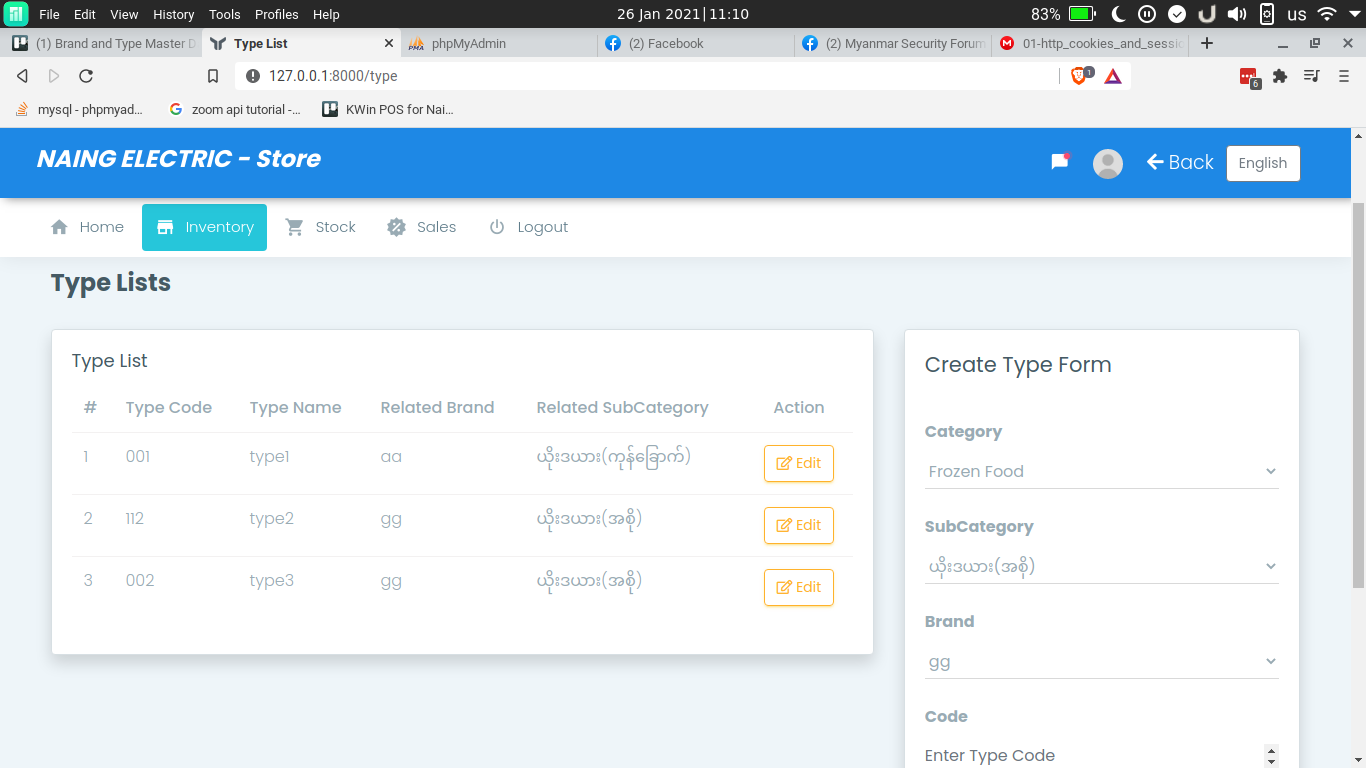 File Edit View History Tools Profiles Help 26 Jan 2021 | 11:10 83% us
(1) Brand and Type Master D Type List phpMyAdmin (2) Facebook (2) Myanmar Security Forum 01-http_cookies_and_sessio
127.0.0.1:8000/type 1 6
mysql - phpmyad... zoom api tutorial -... KWin POS for Nai...
NAING ELECTRIC - Store Back English
Home Inventory Stock Sales Logout
Type Lists
Type List
# Type Code Type Name Related Brand Related SubCategory Action
1 001 type1 aa ယိုးဒယား(ကုန်ခြောက်) Edit
2 112 type2 gg ယိုးဒယား(အစို) Edit
3 002 type3 gg ယိုးဒယား(အစို) Edit
Create Type Form
Category
Frozen Food
SubCategory
ယိုးဒယား(အစို)
Brand
gg
Code
Enter Type Code